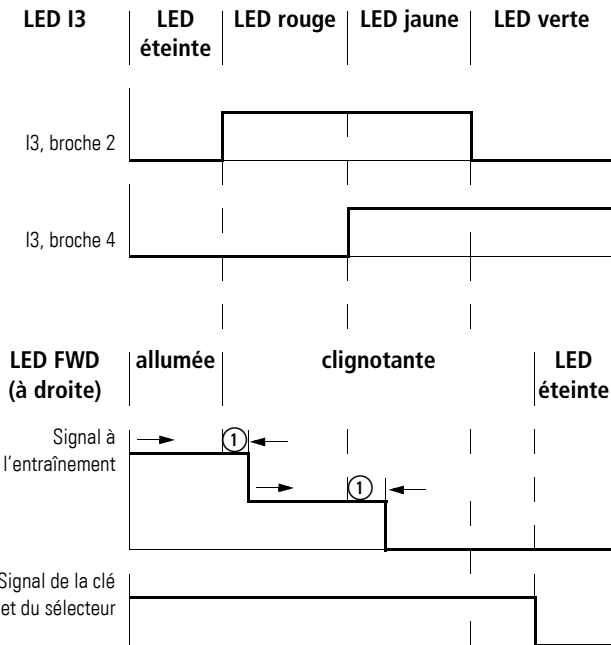 LED I3
LED éteinte
LED rouge
LED jaune
LED verte
I3, broche 2
I3, broche 4
LED FWD
(à droite)
allumée
clignotante
LED
éteinte
Signal à
l'entraînement
1
1
Signal de la clé
et du sélecteur